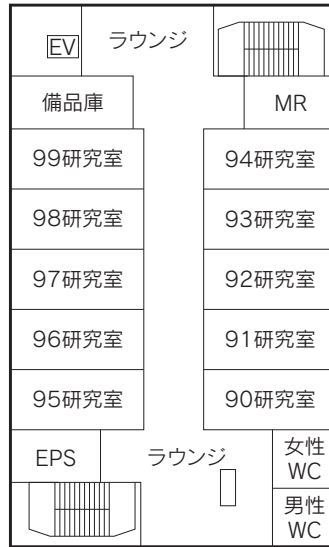 EV
ラウンジ
備品庫
MR
99研究室
94研究室
98研究室
93研究室
97研究室
92研究室
96研究室
91研究室
95研究室
90研究室
EPS
ラウンジ
女性
WC
男性
WC